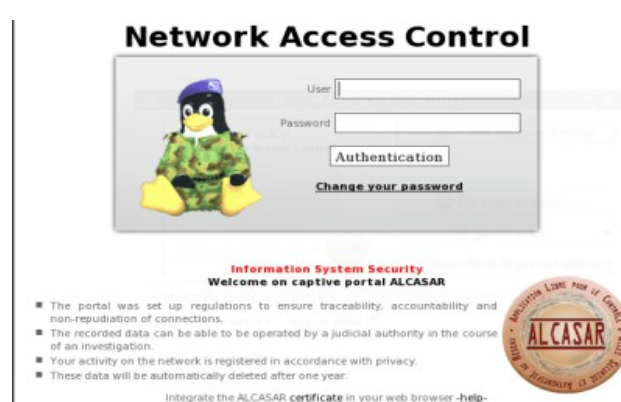 Network Access Control
User
Password
Authentication
Change your password
Information System Security
Welcome on captive portal ALCASAR
The portal was set up regulations to ensure traceability, accountability and
non-repudiation of connections.
The recorded data can be able to be operated by a judicial authority in the course
of an investigation.
Your activity on the network is registered in accordance with privacy.
These data will be automatically deleted after one year.
Integrate the ALCASAR certificate in your web browser -help-
APPLICATION LIBRE POUR LE
ALCASAR